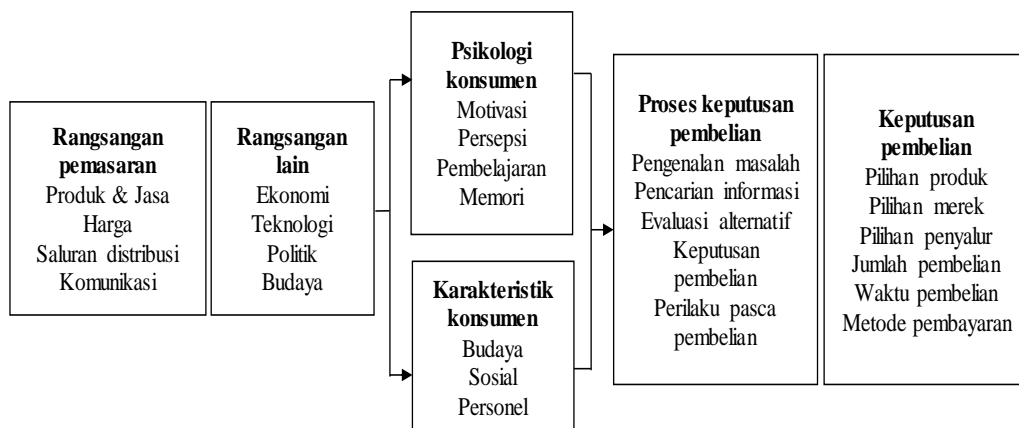 Rangsangan
pemasaran
Produk & Jasa
Harga
Saluran distribusi
Komunikasi
Rangsangan
lain
Ekonomi
Teknologi
Politik
Budaya
Psikologi
konsumen
Motivasi
Persepsi
Pembelajaran
Memori
Karakteristik
konsumen
Budaya
Sosial
Personel
Proses keputusan
pembelian
Pengenalan masalah
Pencarian informasi
Evaluasi alternatif
Keputusan
pembelian
Perilaku pasca
pembelian
Keputusan
pembelian
Pilihan produk
Pilihan merek
Pilihan penyalur
Jumlah pembelian
Waktu pembelian
Metode pembayaran